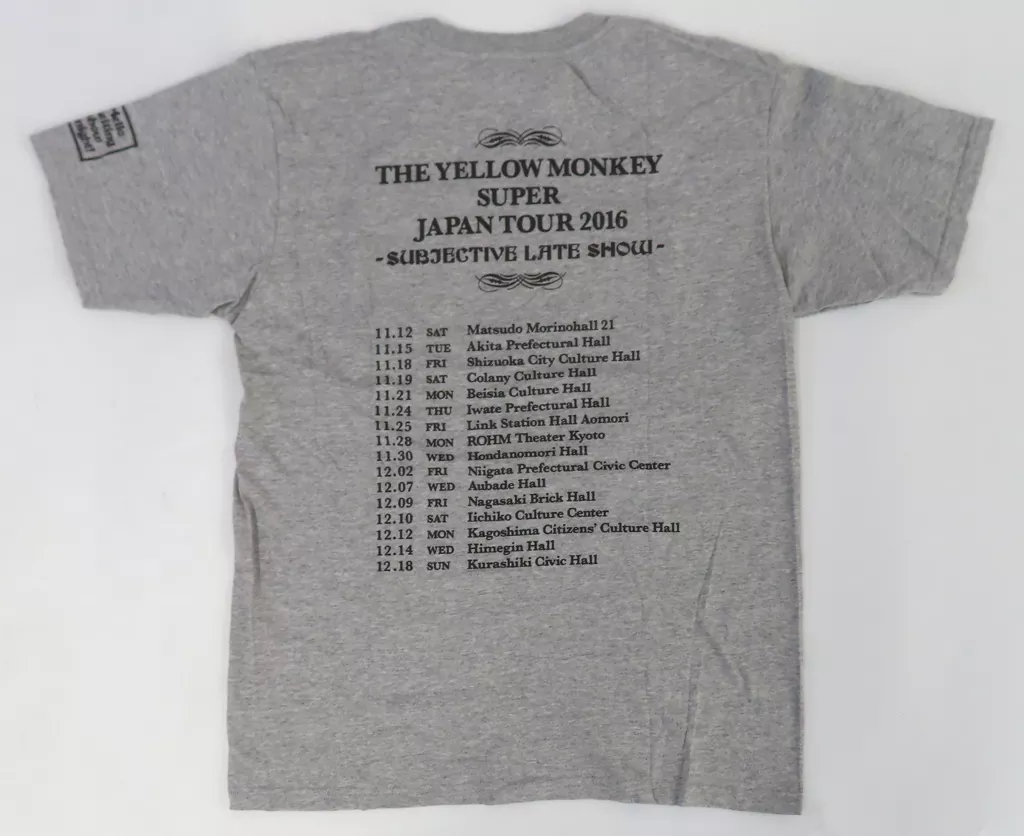 Hello
show
night!
THE YELLOW MONKEY
SUPER
JAPAN TOUR 2016
-SUBJECTIVE LATE SHOW-
11.12 SAT Matsudo Morinohall 21
11.15 TUE Akita Prefectural Hall
11.18 FRI Shizuoka City Culture Hall
11.19 SAT Colany Culture Hall
11.21 MON Beisia Culture Hall
11.24 THU Iwate Prefectural Hall
11.25 FRI Link Station Hall Aomori
11.28 MON ROHM Theater Kyoto
11.30 WED Hondanomori Hall
12.02 FRI Niigata Prefectural Civic Center
12.07 WED Aubade Hall
12.09 FRI Nagasaki Brick Hall
12.10 SAT Iichiko Culture Center
12.12 MON Kagoshima Citizens' Culture Hall
12.14 WED Himegin Hall
12.18 SUN Kurashiki Civic Hall